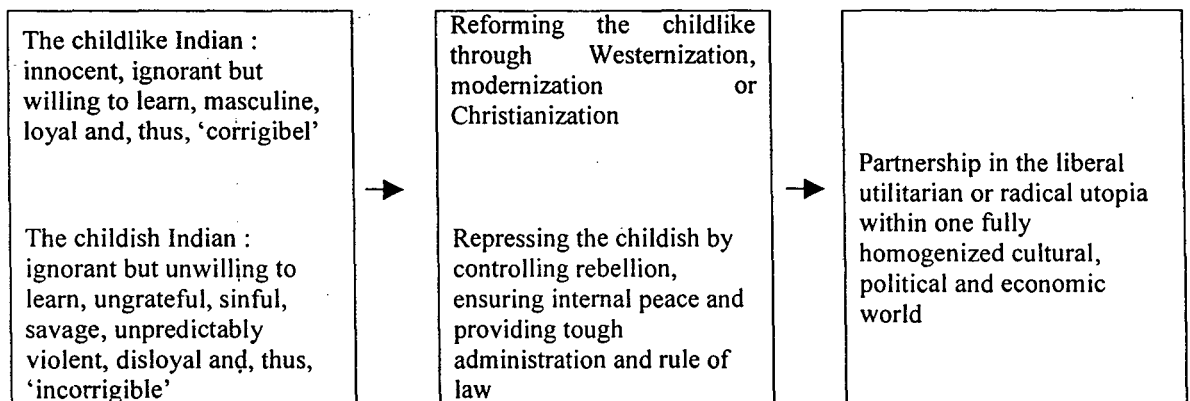 The childlike Indian :
innocent, ignorant but
willing to learn, masculine,
loyal and, thus, ‘corrigibel’
The childish Indian :
ignorant but unwilling to
learn, ungrateful, sinful,
savage, unpredictably
violent, disloyal and, thus,
‘incorrigible’
Reforming the childlike
through Westernization,
modernization or
Christianization
Repressing the childish by
controlling rebellion,
ensuring internal peace and
providing tough
administration and rule of
law
Partnership in the liberal
utilitarian or radical utopia
within one fully
homogenized cultural,
political and economic
world